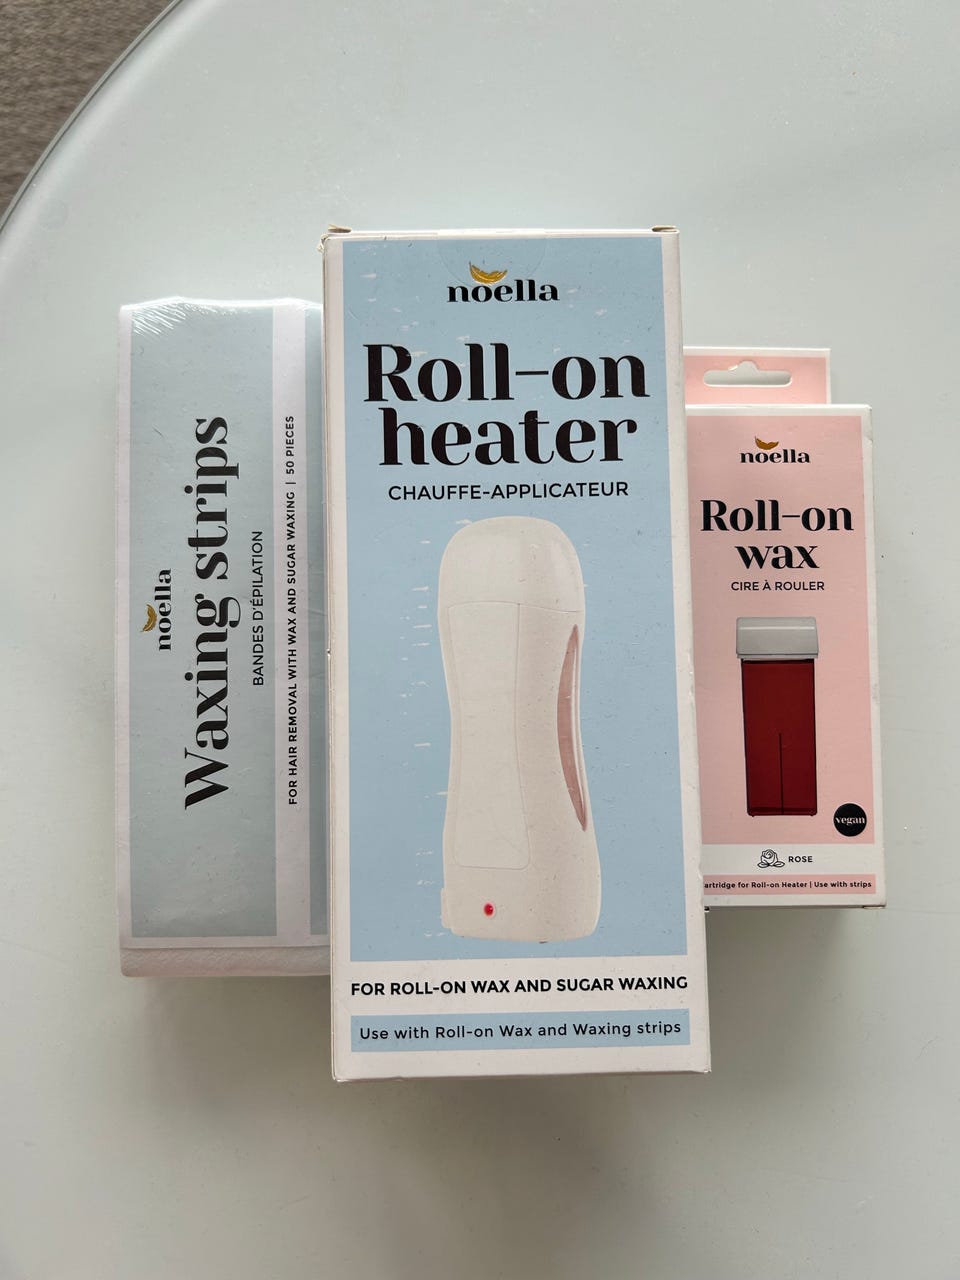 noella
Waxing strips
BANDES D'ÉPILATION
FOR HAIR REMOVAL WITH WAX AND SUGAR WAXING | 50 PIECES
noella
Roll-on
heater
CHAUFFE-APPLICATEUR
FOR ROLL-ON WAX AND SUGAR WAXING
Use with Roll-on Wax and Waxing strips
noella
Roll-on
wax
CIRE À ROULER
vegan
ROSE
for Roll-on Heater | Use with strips